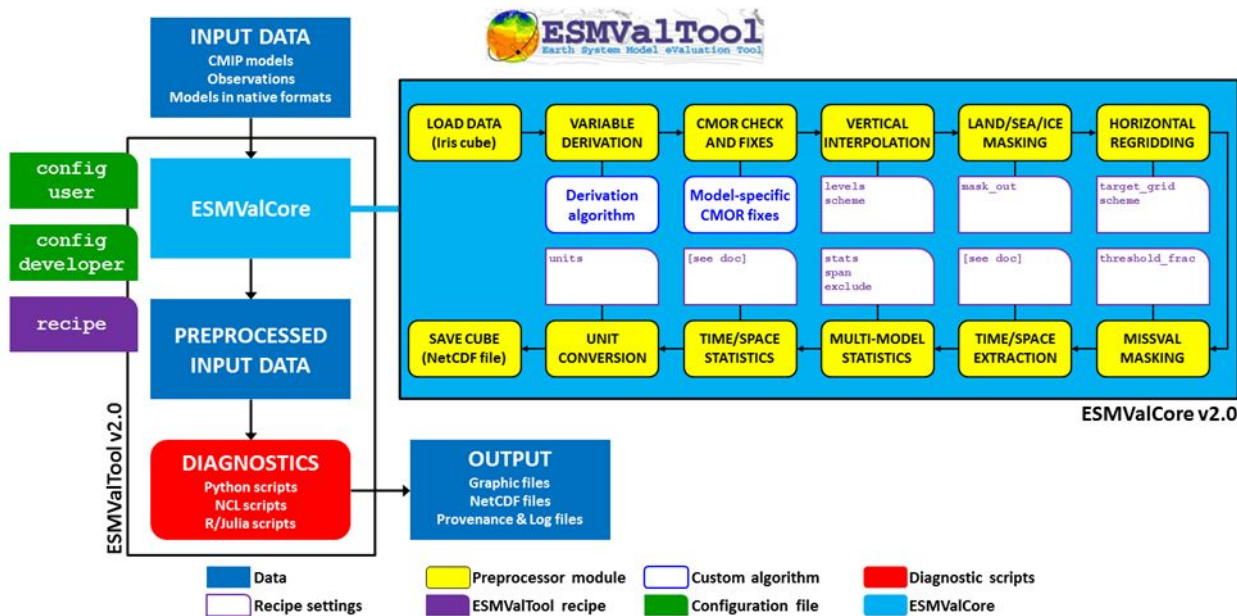 ESMValTool
Earth System Model eValuation Tool
INPUT DATA
CMIP models
Observations
Models in native formats
config
user
config
developer
recipe
ESMValCore
PREPROCESSED
INPUT DATA
DIAGNOSTICS
Python scripts
NCL scripts
R/Julia scripts
ESMValTool v2.0
OUTPUT
Graphic files
NetCDF files
Provenance & Log files
LOAD DATA
(Iris cube)
VARIABLE
DERIVATION
CMOR CHECK
AND FIXES
VERTICAL
INTERPOLATION
LAND/SEA/ICE
MASKING
HORIZONTAL
REGRIDDING
Derivation
algorithm
Model-specific
CMOR fixes
levels
scheme
mask_out
target_grid
scheme
units
[see doc]
stats
span
exclude
[see doc]
threshold_frac
SAVE CUBE
(NetCDF file)
UNIT
CONVERSION
TIME/SPACE
STATISTICS
MULTI-MODEL
STATISTICS
TIME/SPACE
EXTRACTION
MISSVAL
MASKING
ESMValCore v2.0
Data
Preprocessor module
Custom algorithm
Diagnostic scripts
Recipe settings
ESMValTool recipe
Configuration file
ESMValCore